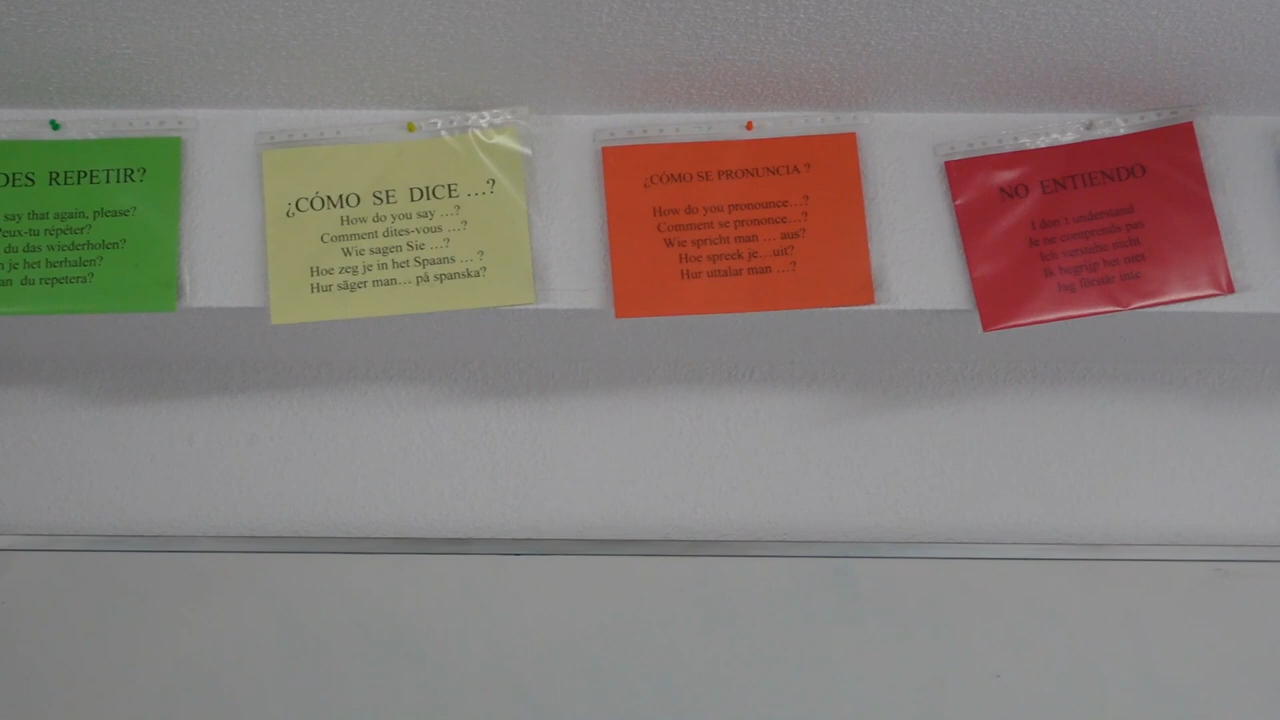 DES REPETIR?
say that again, please?
eux-tu répéter?
du das wiederholen?
je het herhalen?
an du repetera?
¿CÓMO SE DICE ...?
How do you say ...?
Comment dites-vous ...?
Wie sagen Sie ...?
Hoe zeg je in het Spaans ... ?
Hur säger man... på spanska?
¿CÓMO SE PRONUNCIA ?
How do you pronounce...?
Comment se prononce...?
Wie spricht man ... aus?
Hoe spreek je...uit?
Hur uttalar man ...?
NO ENTIENDO
I don t understand
Je ne comprends pas
Ich verstehe nicht
Ik begrijp het niet
Jag förstår inte